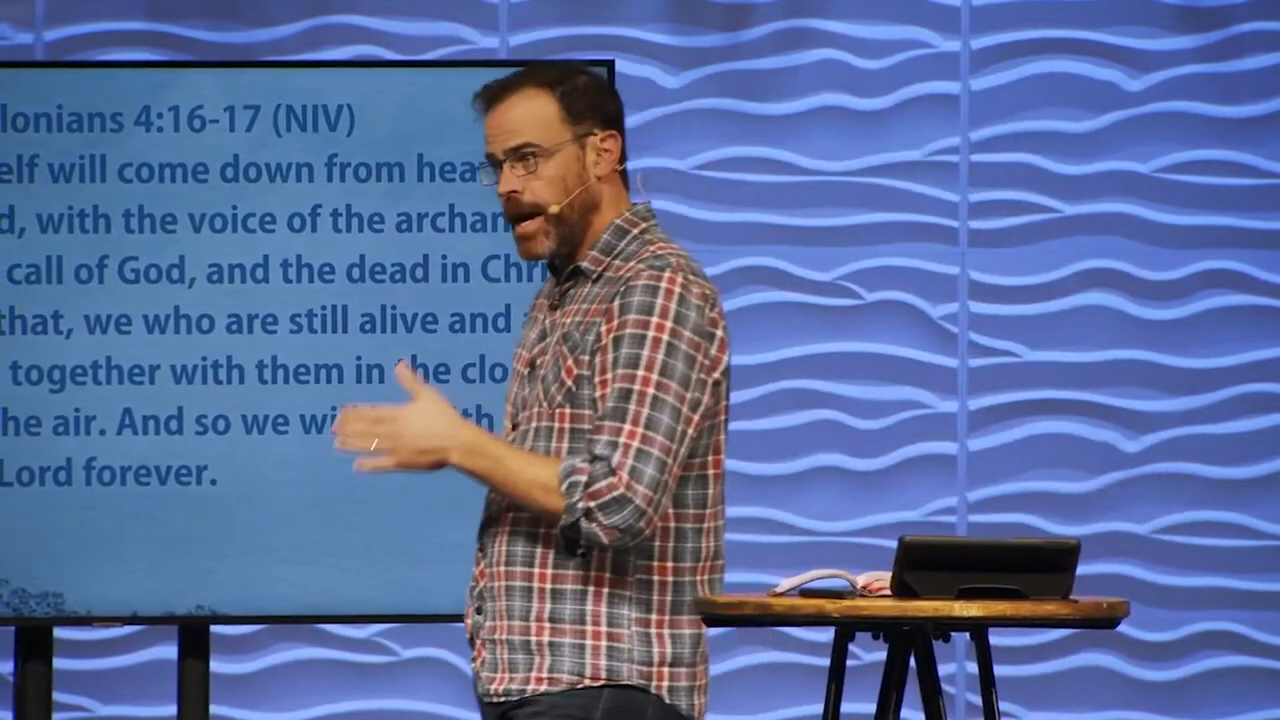 lonians 4:16-17 (NIV)
elf will come down from hea
d, with the voice of the archan
call of God, and the dead in Chri
that, we who are still alive and
together with them in the clo
he air. And so we wi th
Lord forever.